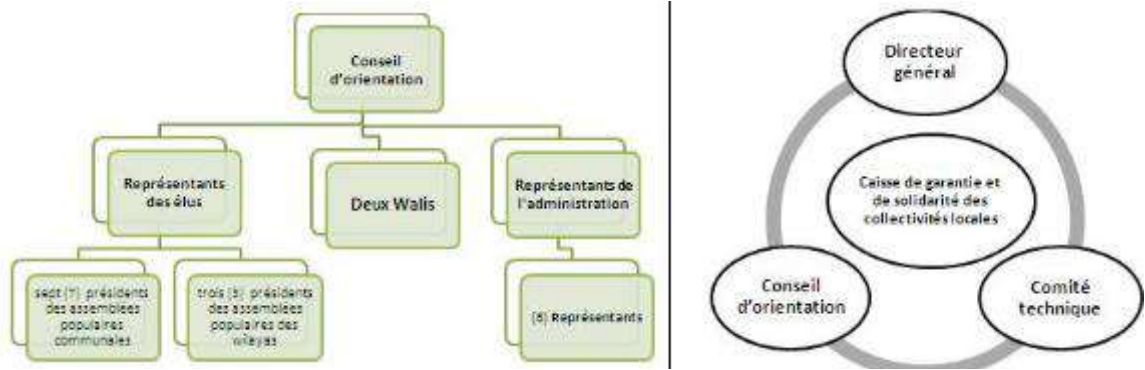 Conseil
d'orientation
Représentants
des élus
Deux Walis
Représentants de
l'administration
sept (7) présidents
des assemblées
populaires
communales
trois (3) présidents
des assemblées
populaires des
wilayas
Représentants
Directeur
général
Caisse de garantie et
de solidarité des
collectivités locales
Conseil
d'orientation
Comité
technique